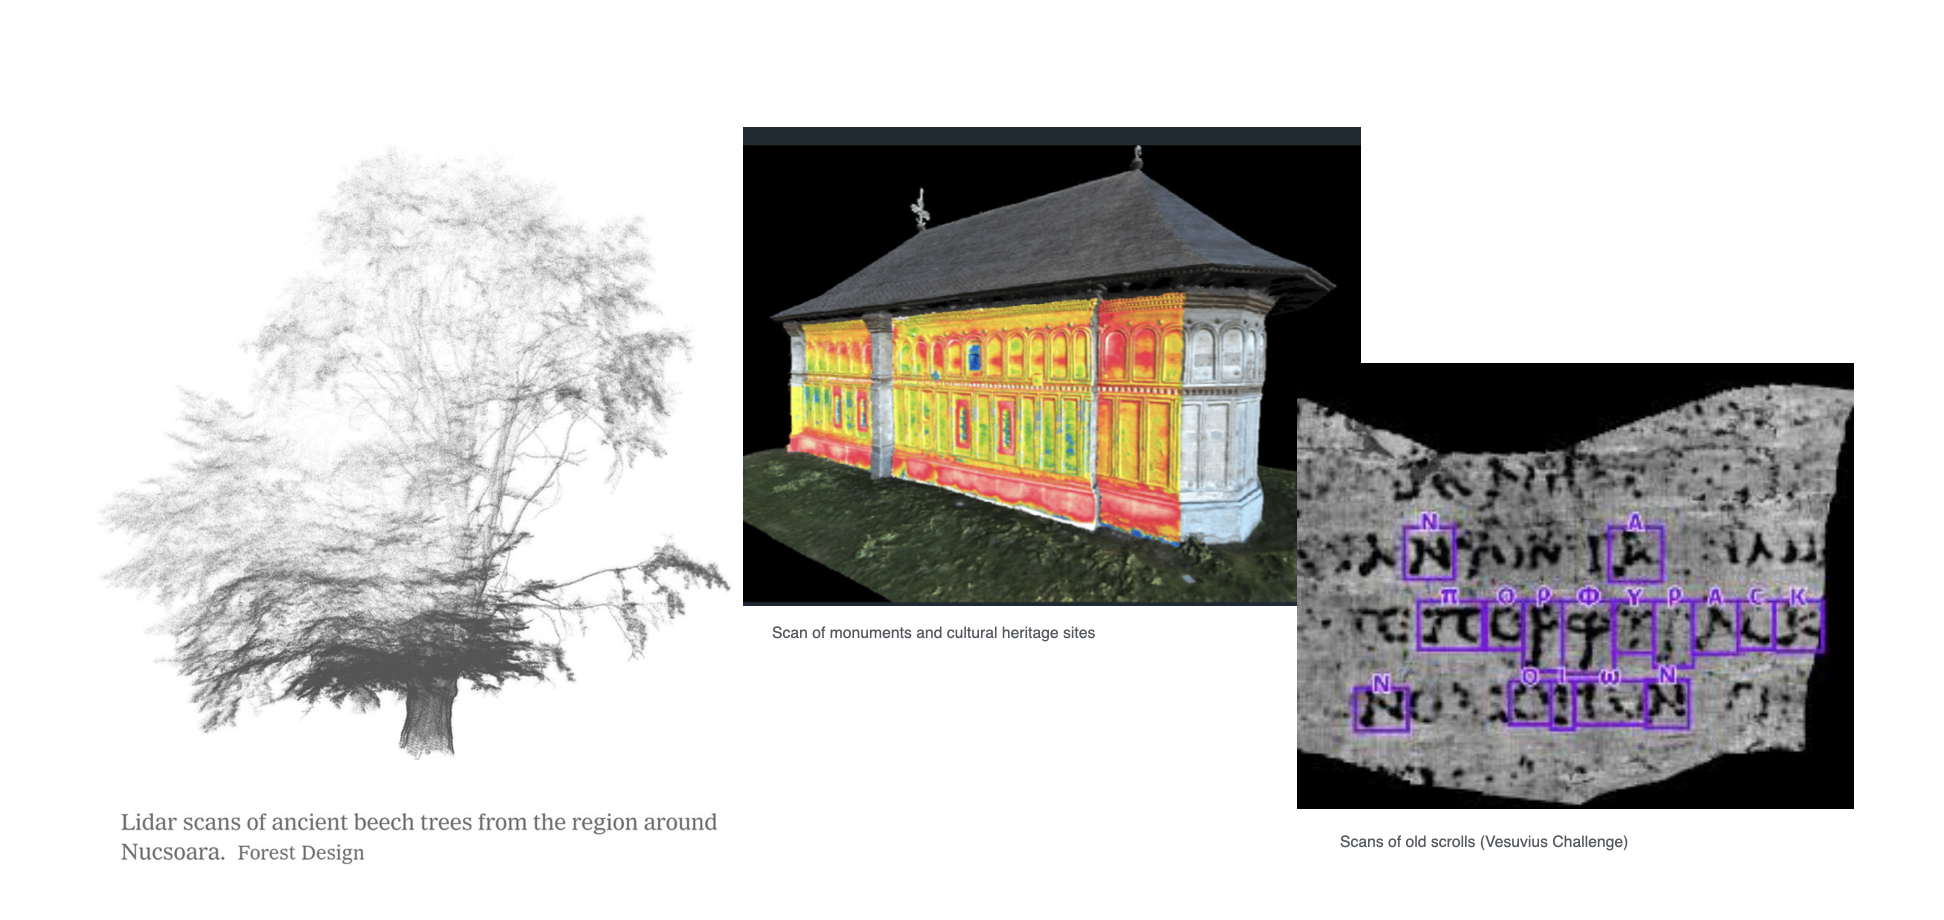 Lidar scans of ancient beech trees from the region around
Nucsoara. Forest Design
Scan of monuments and cultural heritage sites
N A
π Ο Ρ Φ Υ Ρ Α C Κ
N Ο Ι ω Ν
Scans of old scrolls (Vesuvius Challenge)